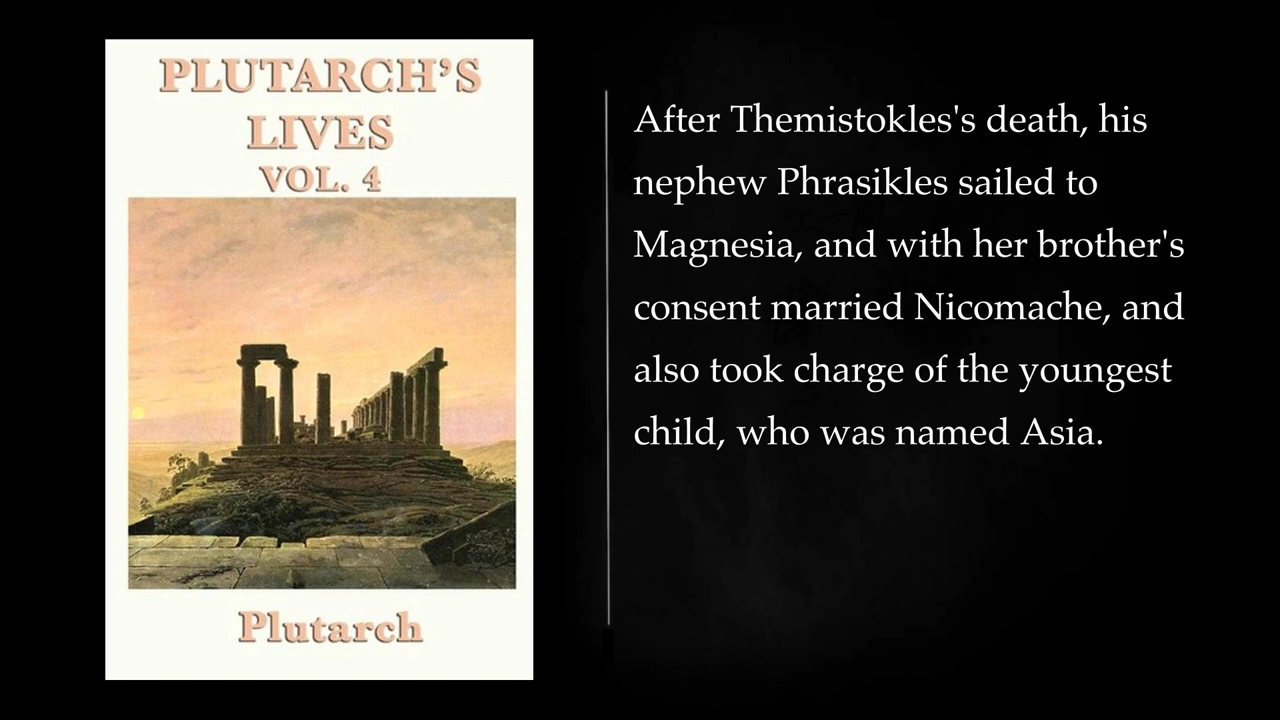 PLUTARCH'S
LIVES
VOL. 4
Plutarch
After Themistokles's death, his
nephew Phrasikles sailed to
Magnesia, and with her brother's
consent married Nicomache, and
also took charge of the youngest
child, who was named Asia.